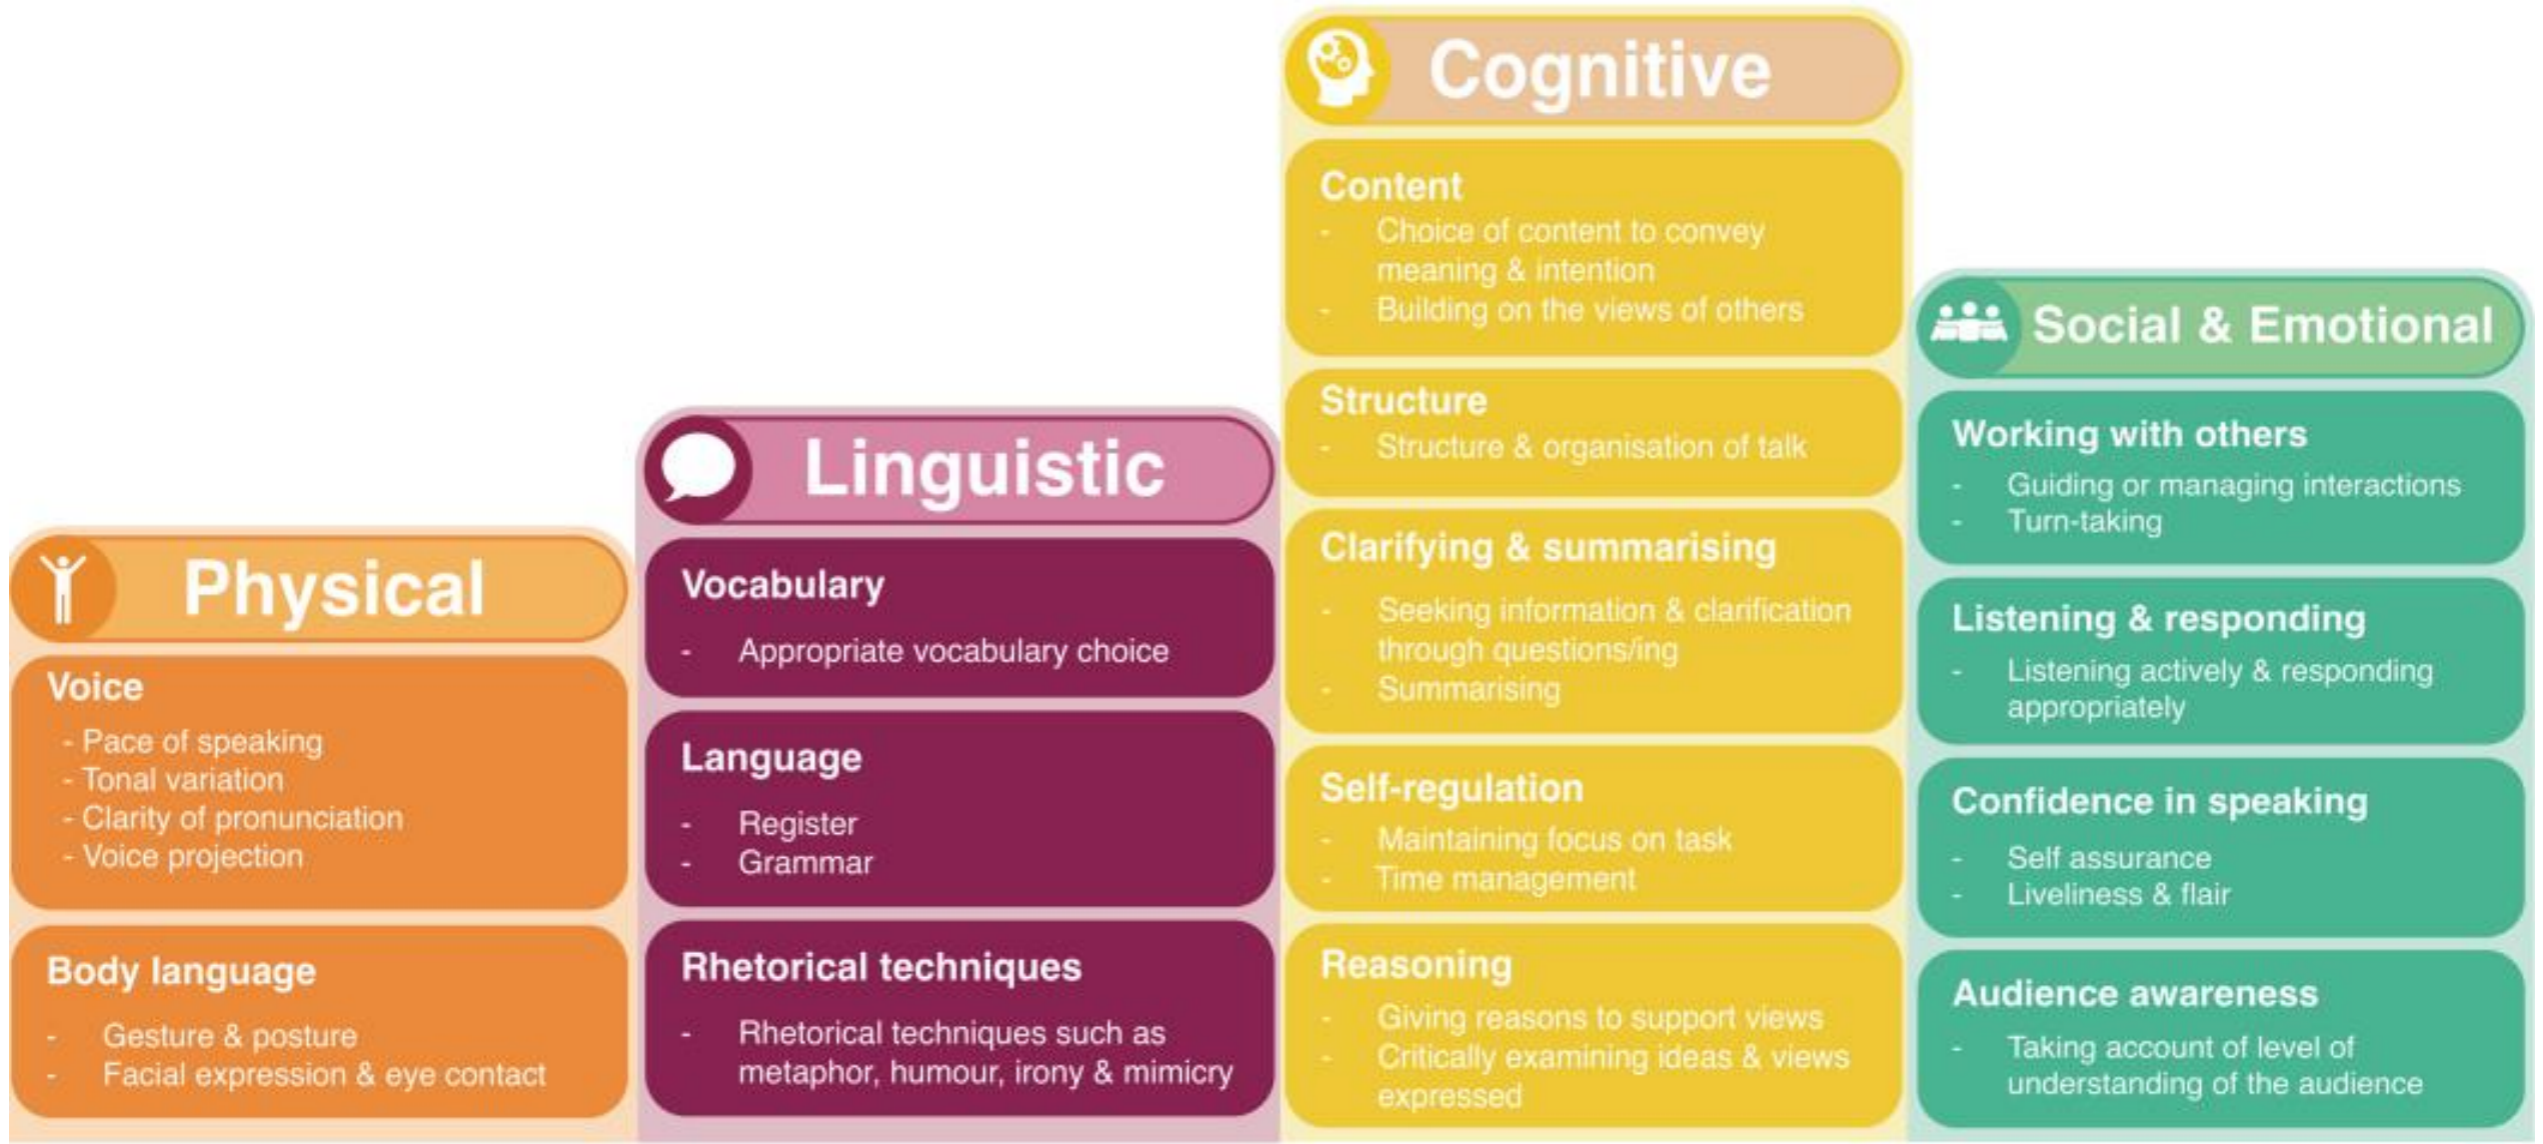 Physical
Voice
- Pace of speaking
- Tonal variation
- Clarity of pronunciation
- Voice projection
Body language
- Gesture & posture
- Facial expression & eye contact
Linguistic
Vocabulary
- Appropriate vocabulary choice
Language
- Register
- Grammar
Rhetorical techniques
- Rhetorical techniques such as
metaphor, humour, irony & mimicry
Cognitive
Content
- Choice of content to convey
meaning & intention
- Building on the views of others
Structure
- Structure & organisation of talk
Clarifying & summarising
- Seeking information & clarification
through questions/ing
- Summarising
Self-regulation
- Maintaining focus on task
- Time management
Reasoning
- Giving reasons to support views
- Critically examining ideas & views
expressed
Social & Emotional
Working with others
- Guiding or managing interactions
- Turn-taking
Listening & responding
- Listening actively & responding
appropriately
Confidence in speaking
- Self assurance
- Liveliness & flair
Audience awareness
- Taking account of level of
understanding of the audience